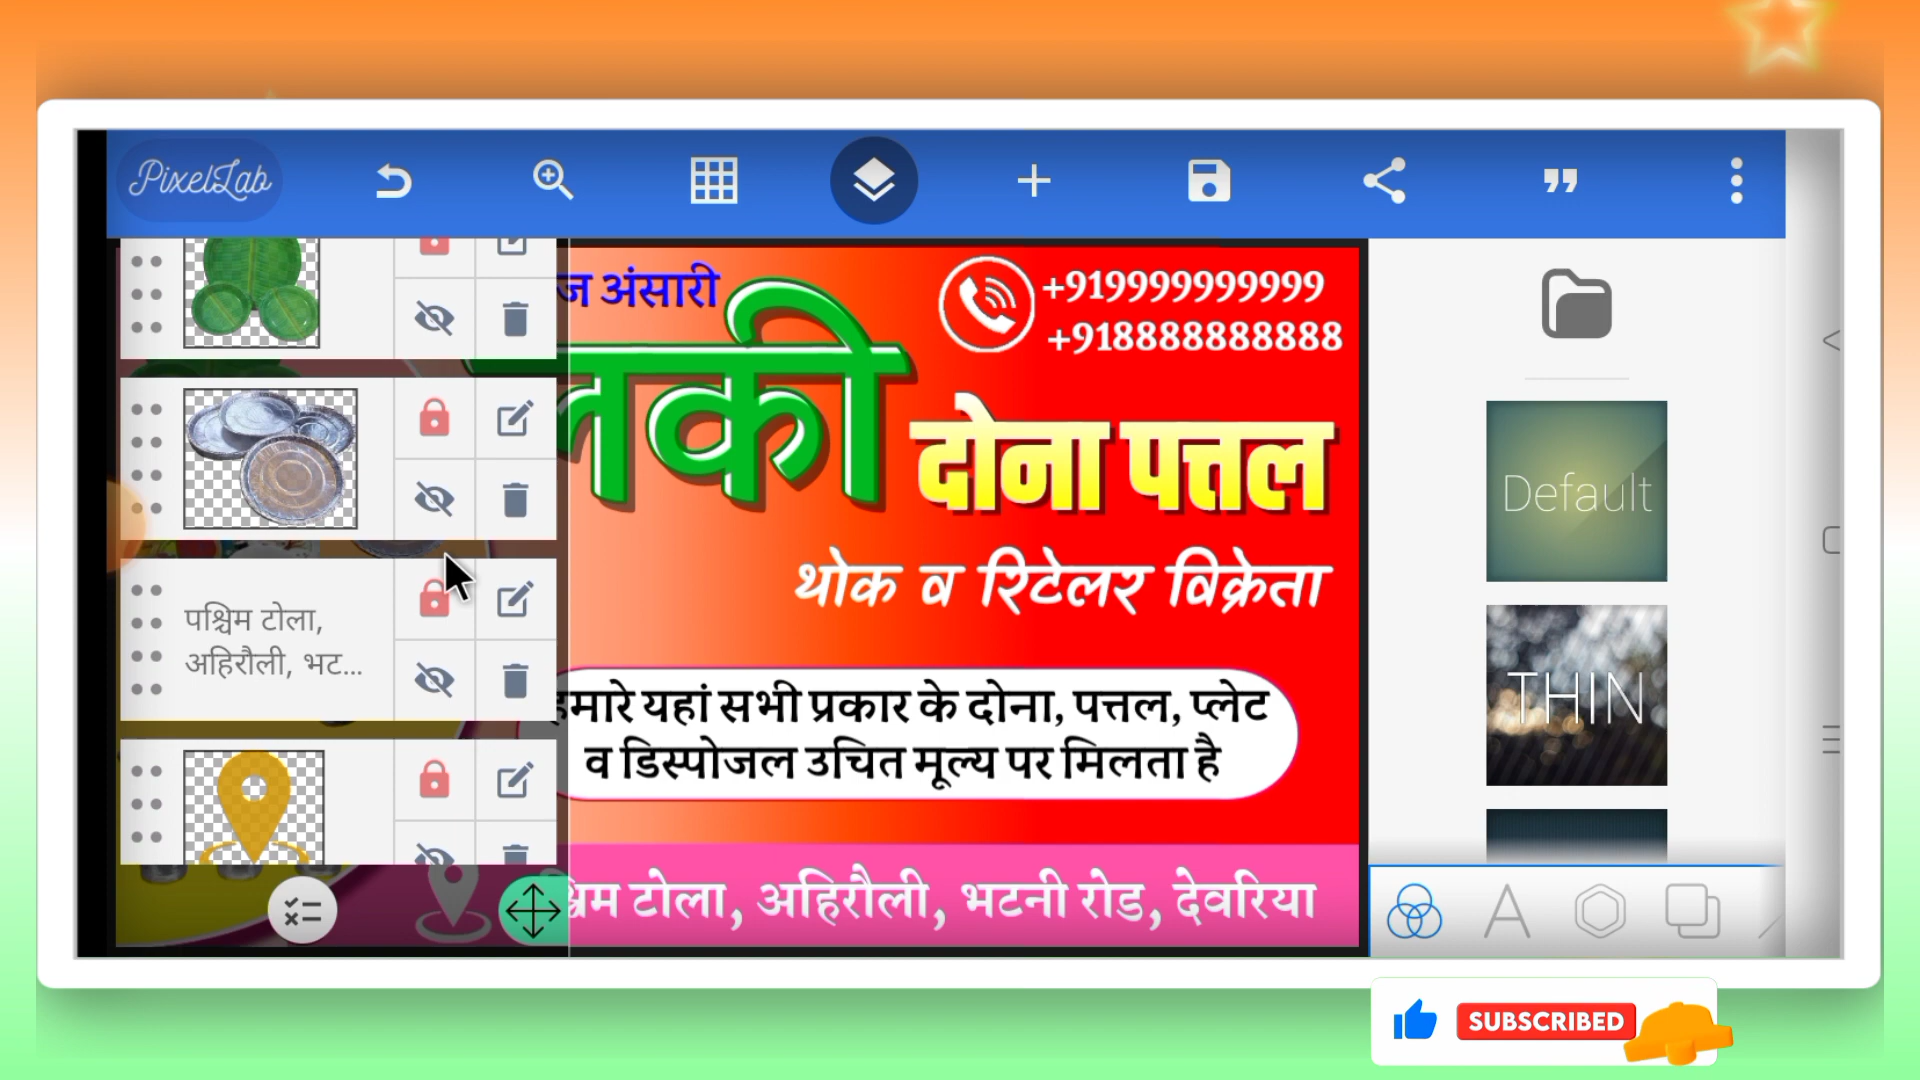 PixelLab
ज अंसारी
+919999999999
+918888888888
की
दोना पत्तल
थोक व रिटेलर विक्रेता
पश्चिम टोला,
अहिरौली, भट...
हमारे यहां सभी प्रकार के दोना, पत्तल, प्लेट
व डिस्पोजल उचित मूल्य पर मिलता है
श्चिम टोला, अहिरौली, भटनी रोड, देवरिया
Default
THIN
SUBSCRIBED